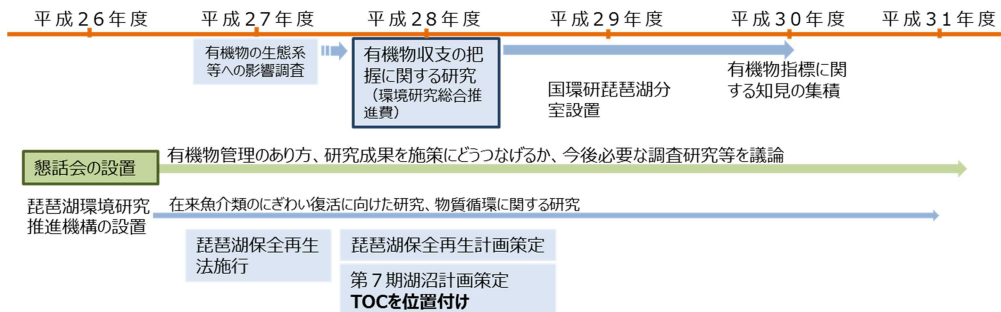 平成26年度 平成27年度 平成28年度 平成29年度 平成30年度 平成31年度
有機物の生態系
等への影響調査
有機物収支の把
握に関する研究
（環境研究総合推
進費）
国環研琵琶湖分
室設置
有機物指標に関
する知見の集積
懇話会の設置
有機物管理のあり方、研究成果を施策にどうつなげるか、今後必要な調査研究等を議論
琵琶湖環境研究
推進機構の設置
在来魚介類のにぎわい復活に向けた研究、物質循環に関する研究
琵琶湖保全再生
法施行
琵琶湖保全再生計画策定
第７期湖沼計画策定
TOCを位置付け